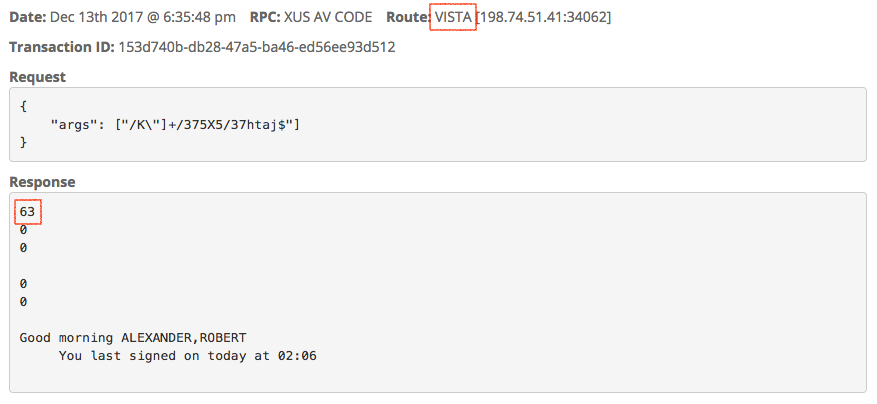 Date: Dec 13th 2017 @ 6:35:48 pm RPC: XUS AV CODE Route: VISTA [198.74.51.41:34062]
Transaction ID: 153d740b-db28-47a5-ba46-ed56ee93d512
Request
{
"args": ["/K\"]+/375X5/37htaj$"]
}
Response
63
0
0
0
0
Good morning ALEXANDER,ROBERT
You last signed on today at 02:06